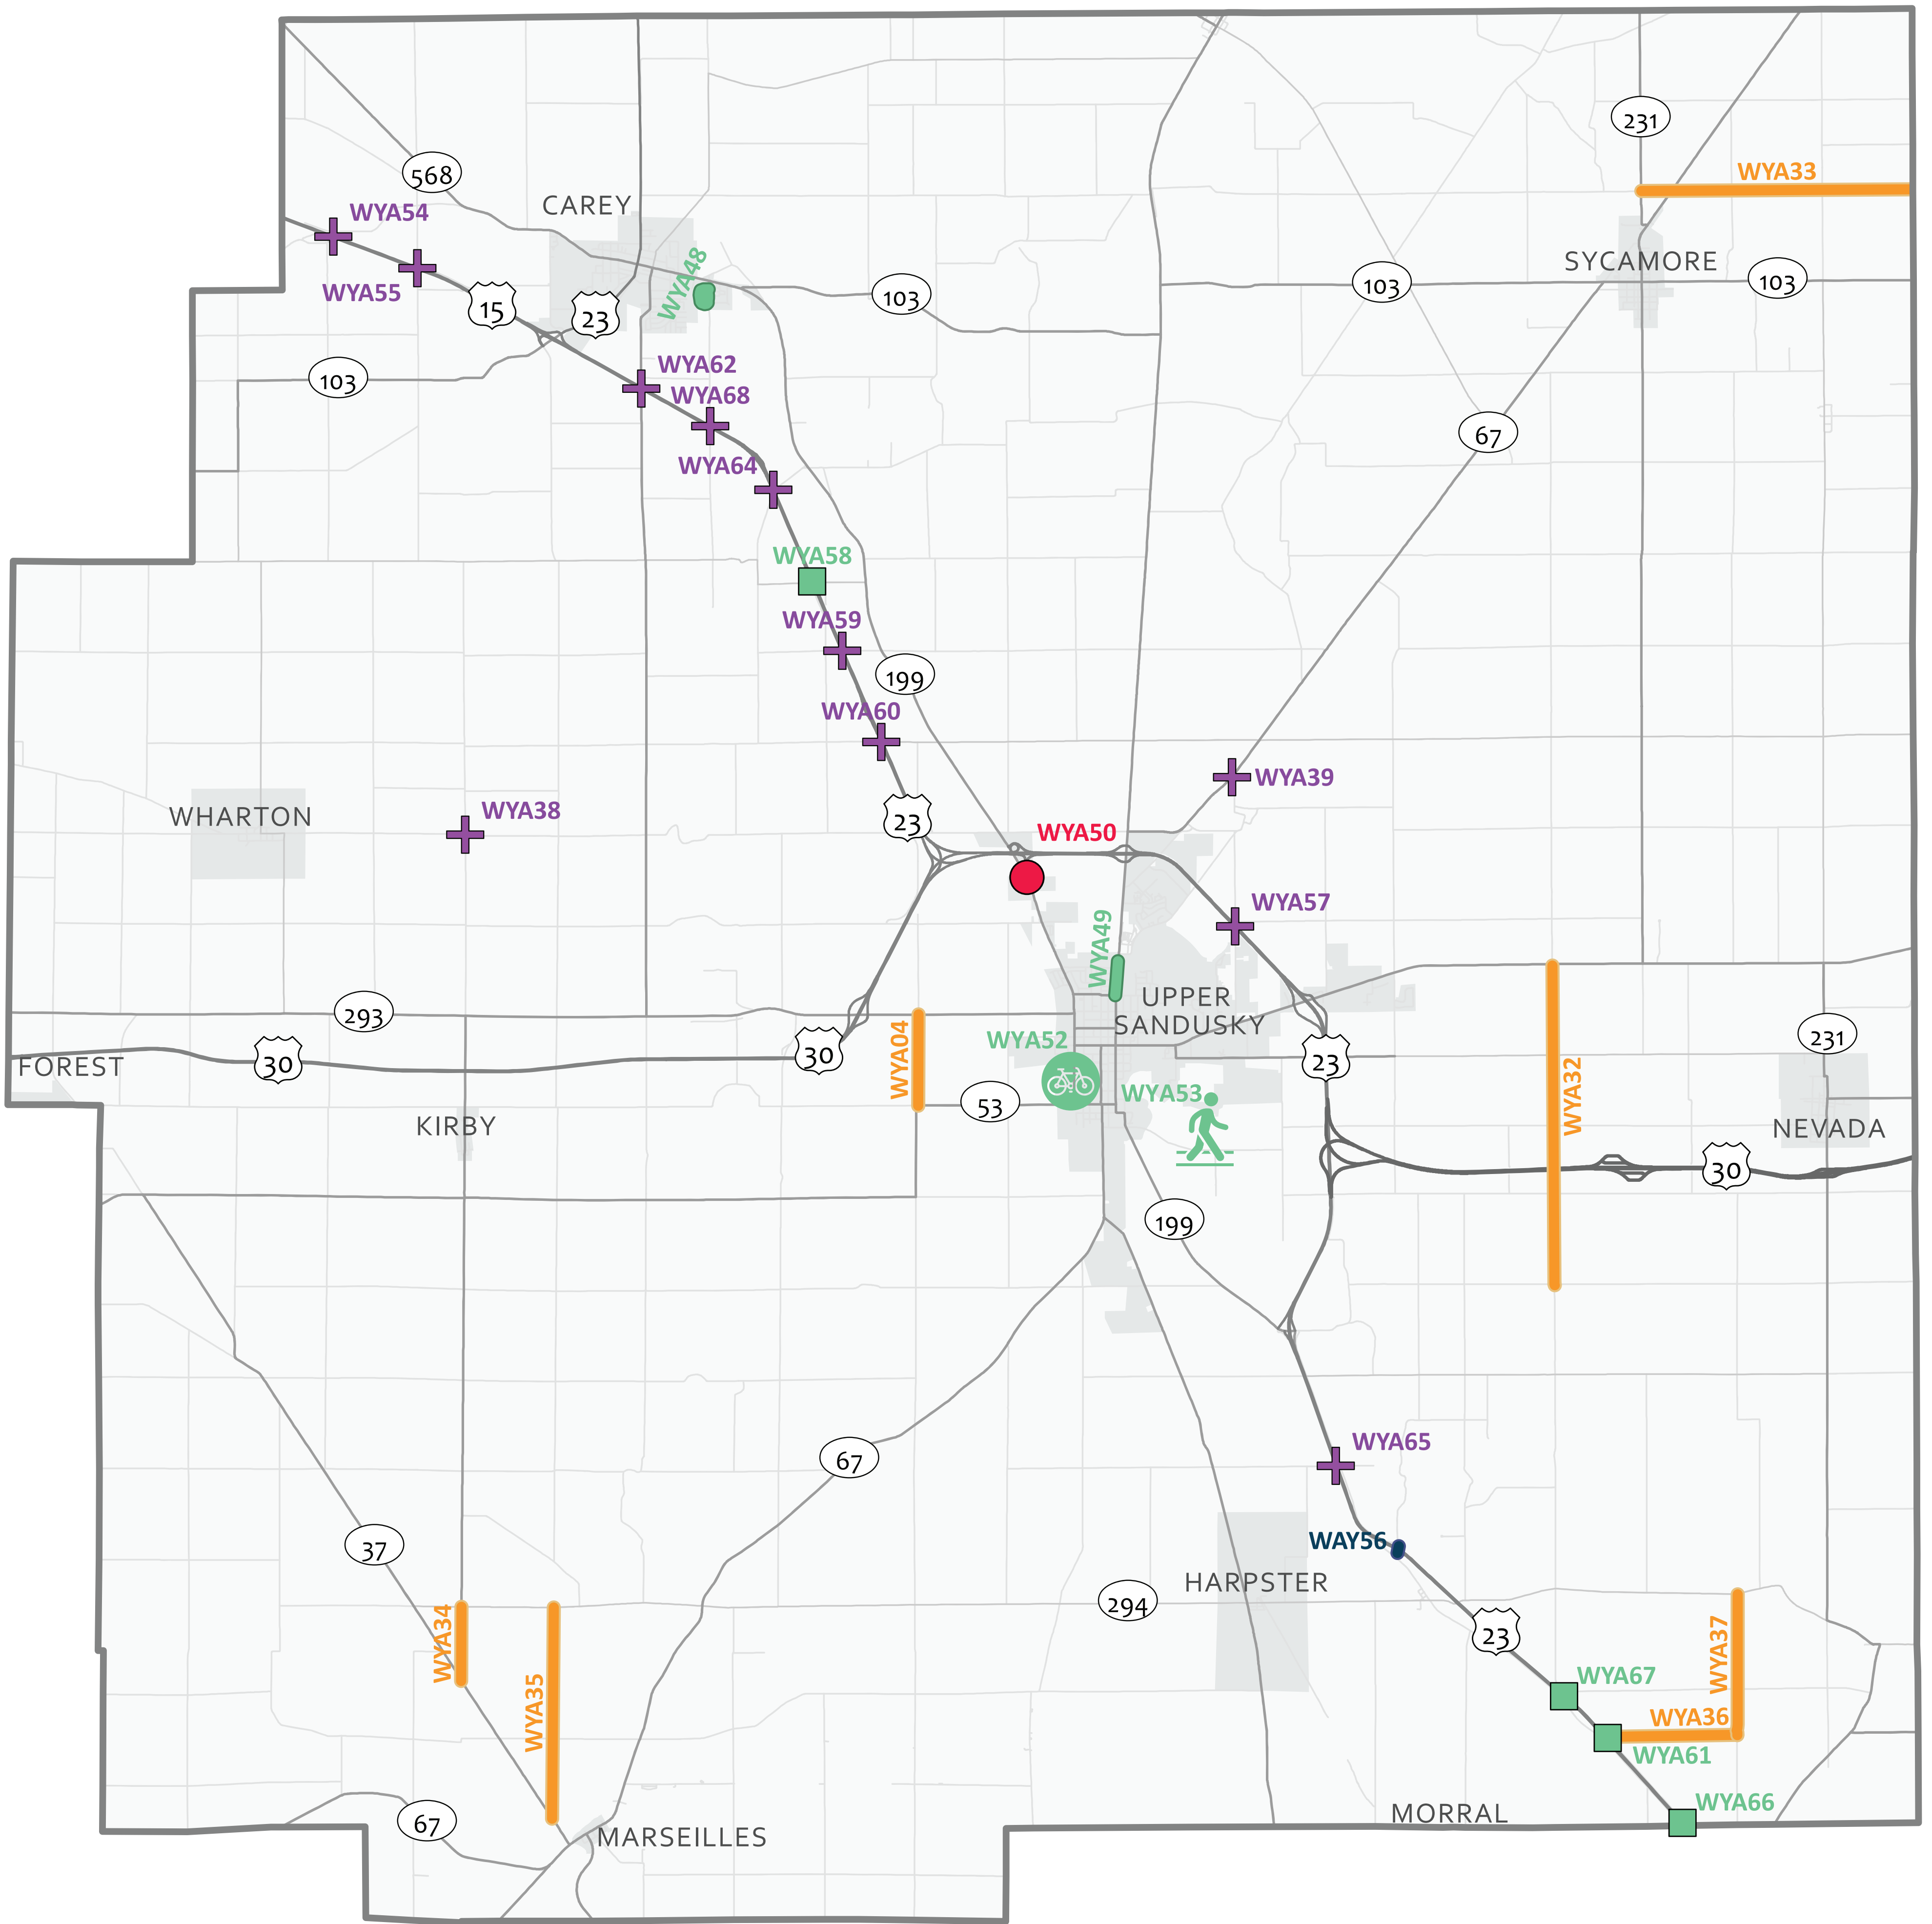 231
WYA33
568
CAREY
WYA54
WYA48
SYCAMORE
WYA55
103
103
103
15
23
WYA62
103
WYA68
67
WYA64
WYA58
WYA59
199
WYA60
WYA39
WHARTON
WYA38
23
WYA50
WYA57
WYA49
UPPER
SANDUSKY
293
WYA52
231
30
30
WYA04
23
FOREST
WYA53
WYA32
53
KIRBY
NEVADA
30
199
WYA65
67
37
WAY56
HARPSTER
294
WYA34
23
WYA37
WYA67
WYA35
WYA36
WYA61
WYA66
MORRAL
67
MARSEILLES